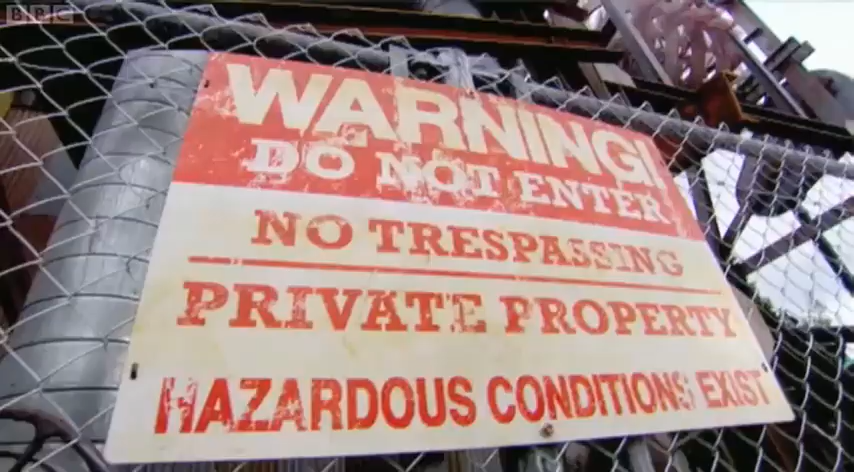 BBC
WARNING!
DO NOT ENTER
NO TRESPASSING
PRIVATE PROPERTY
HAZARDOUS CONDITIONS EXIST